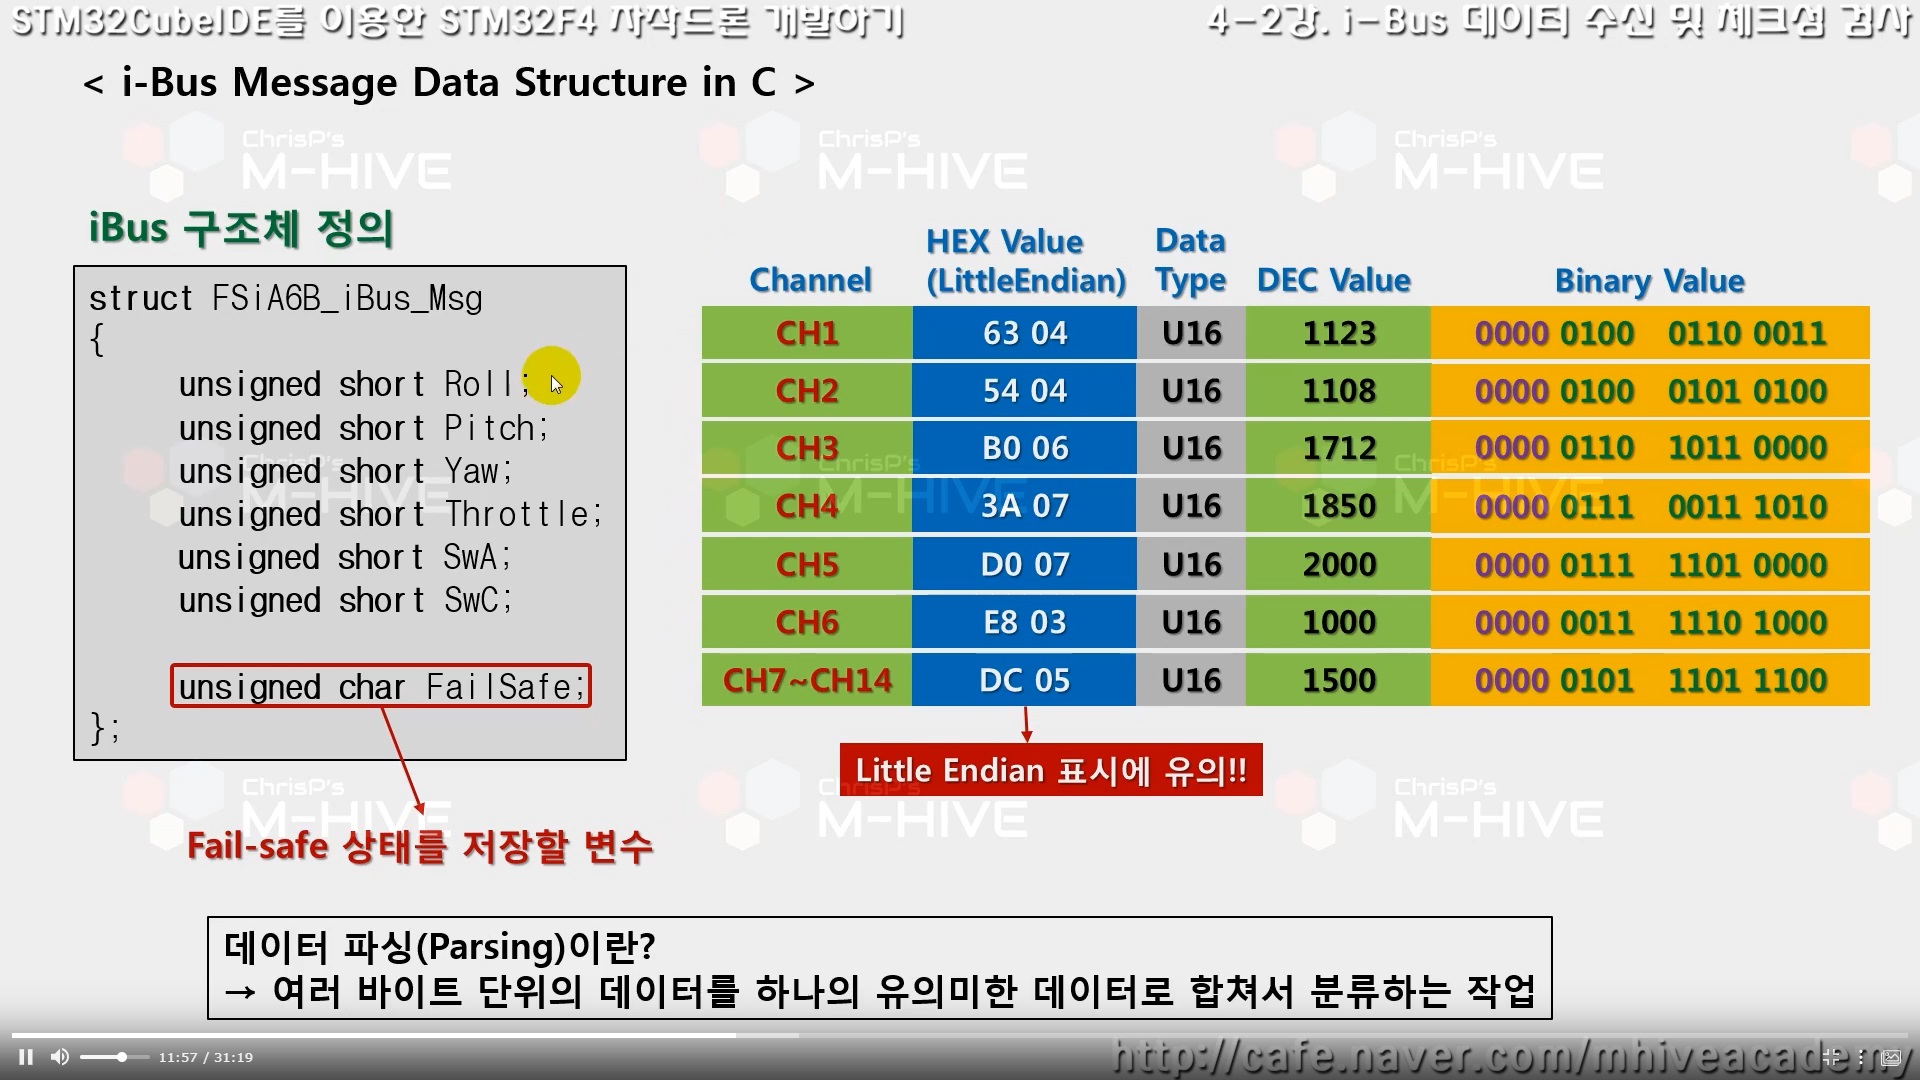 STM32CubeIDE를 이용한 STM32F4 자작드론 개발하기
4-2강. i-Bus 데이터 수신 및 체크섬 검사
< i-Bus Message Data Structure in C >
ChrisP's
M-HIVE
ChrisP's
M-HIVE
ChrisP's
M-HIVE
iBus 구조체 정의
struct FSiA6B_iBus_Msg
{
unsigned short Roll;
unsigned short Pitch;
unsigned short Yaw;
unsigned short Throttle;
unsigned short SwA;
unsigned short SwC;
unsigned char FailSafe;
};
Fail-safe 상태를 저장할 변수
Channel HEX Value (LittleEndian) Data Type DEC Value Binary Value
CH1 63 04 U16 1123 0000 0100 0110 0011
CH2 54 04 U16 1108 0000 0100 0101 0100
CH3 B0 06 U16 1712 0000 0110 1011 0000
CH4 3A 07 U16 1850 0000 0111 0011 1010
CH5 D0 07 U16 2000 0000 0111 1101 0000
CH6 E8 03 U16 1000 0000 0011 1110 1000
CH7~CH14 DC 05 U16 1500 0000 0101 1101 1100
Little Endian 표시에 유의!!
ChrisP's
M-HIVE
ChrisP's
M-HIVE
ChrisP's
M-HIVE
데이터 파싱(Parsing)이란?
→ 여러 바이트 단위의 데이터를 하나의 유의미한 데이터로 합쳐서 분류하는 작업
11:57 / 31:19
http://cafe.naver.com/mhiveacademy